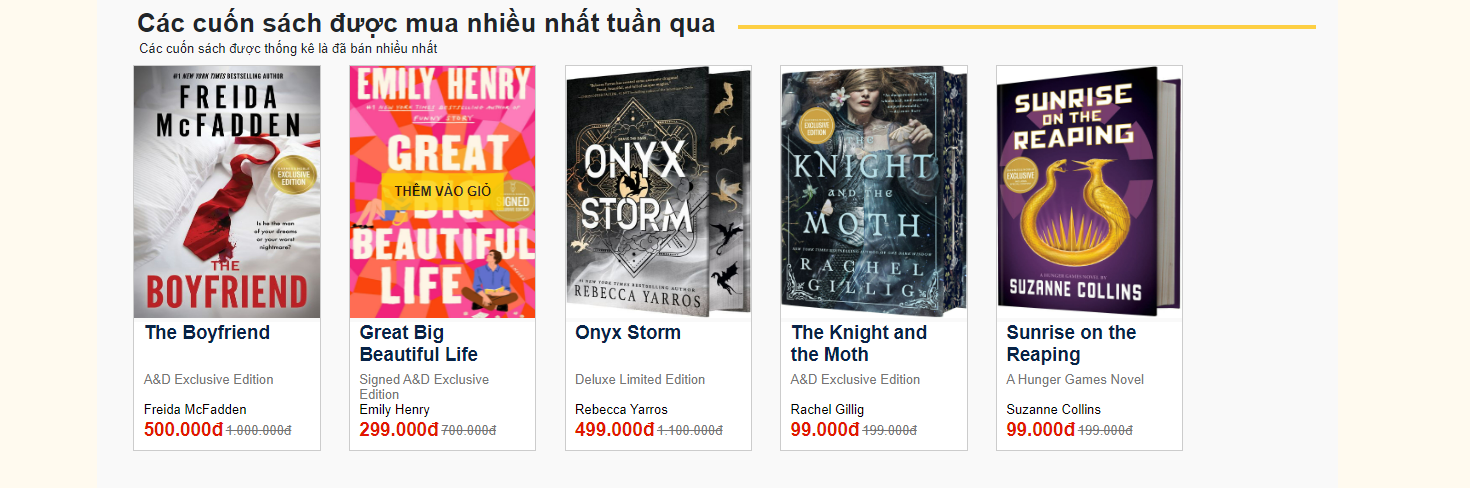 Các cuốn sách được mua nhiều nhất tuần qua
Các cuốn sách được thống kê là đã bán nhiều nhất
#1 NEW YORK TIMES BESTSELLING AUTHOR
FREIDA
McFADDEN
EXCLUSIVE
EDITION
Is he the man
of your dreams
or your worst
nightmare?
THE
BOYFRIEND
The Boyfriend
A&D Exclusive Edition
Freida McFadden
500.000đ 1.000.000đ
EMILY HENRY
#1 NEW YORK TIMES BESTSELLING AUTHOR OF
FUNNY STORY
GREAT
THÊM VÀO GIỎ
BIG
SIGNED
BEAUTIFUL
LIFE
Great Big
Beautiful Life
Signed A&D Exclusive
Edition
Emily Henry
299.000đ 700.000đ
ONYX
STORM
#1 NEW YORK TIMES BESTSELLING AUTHOR
REBECCA YARROS
Onyx Storm
Deluxe Limited Edition
Rebecca Yarros
499.000đ 1.100.000đ
EXCLUSIVE
EDITION
THE
KNIGHT
AND THE
MOTH
RACHEL
GILLIG
The Knight and
the Moth
A&D Exclusive Edition
Rachel Gillig
99.000đ 199.000đ
SUNRISE
ON THE
REAPING
EXCLUSIVE
EDITION
A HUNGER GAMES NOVEL BY
SUZANNE COLLINS
Sunrise on the
Reaping
A Hunger Games Novel
Suzanne Collins
99.000đ 199.000đ